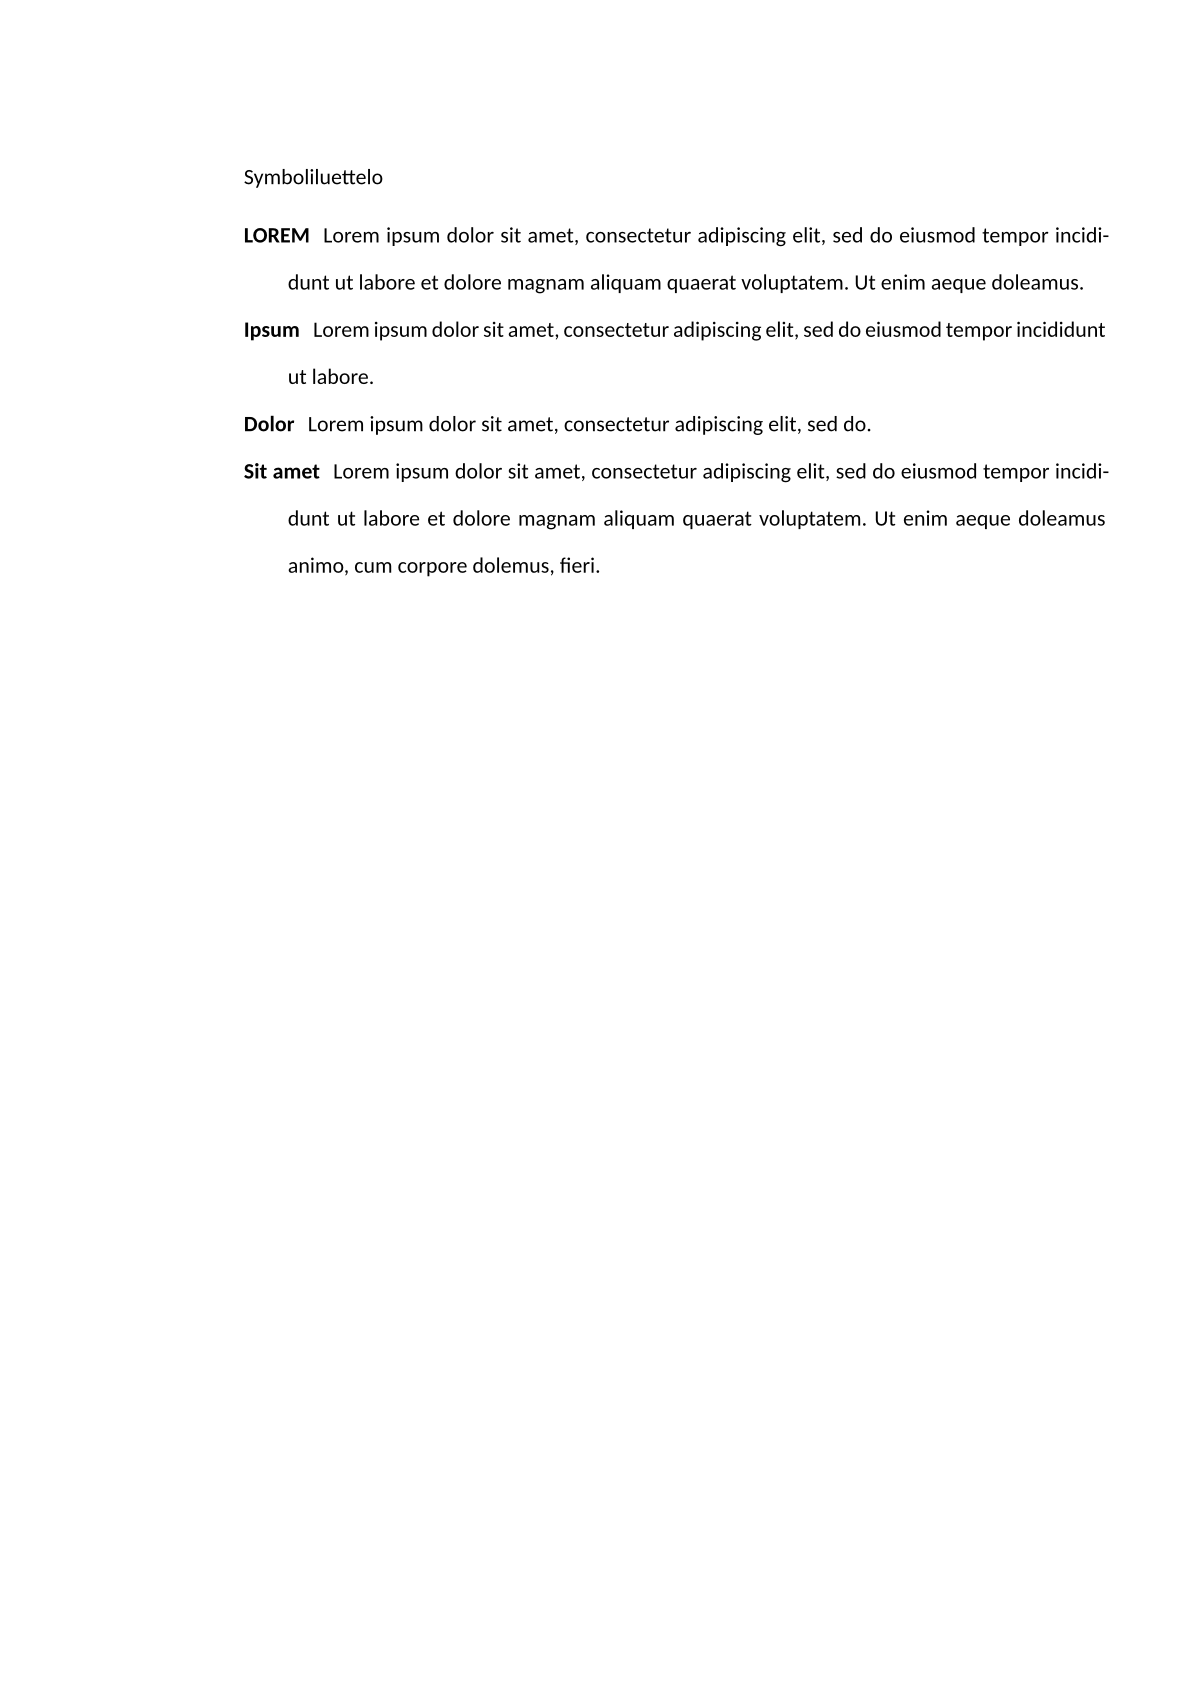 Symboliluettelo
LOREM Lorem ipsum dolor sit amet, consectetur adipiscing elit, sed do eiusmod tempor incidi-
dunt ut labore et dolore magnam aliquam quaerat voluptatem. Ut enim aeque doleamus.
Ipsum Lorem ipsum dolor sit amet, consectetur adipiscing elit, sed do eiusmod tempor incididunt
ut labore.
Dolor Lorem ipsum dolor sit amet, consectetur adipiscing elit, sed do.
Sit amet Lorem ipsum dolor sit amet, consectetur adipiscing elit, sed do eiusmod tempor incidi-
dunt ut labore et dolore magnam aliquam quaerat voluptatem. Ut enim aeque doleamus
animo, cum corpore dolemus, fieri.